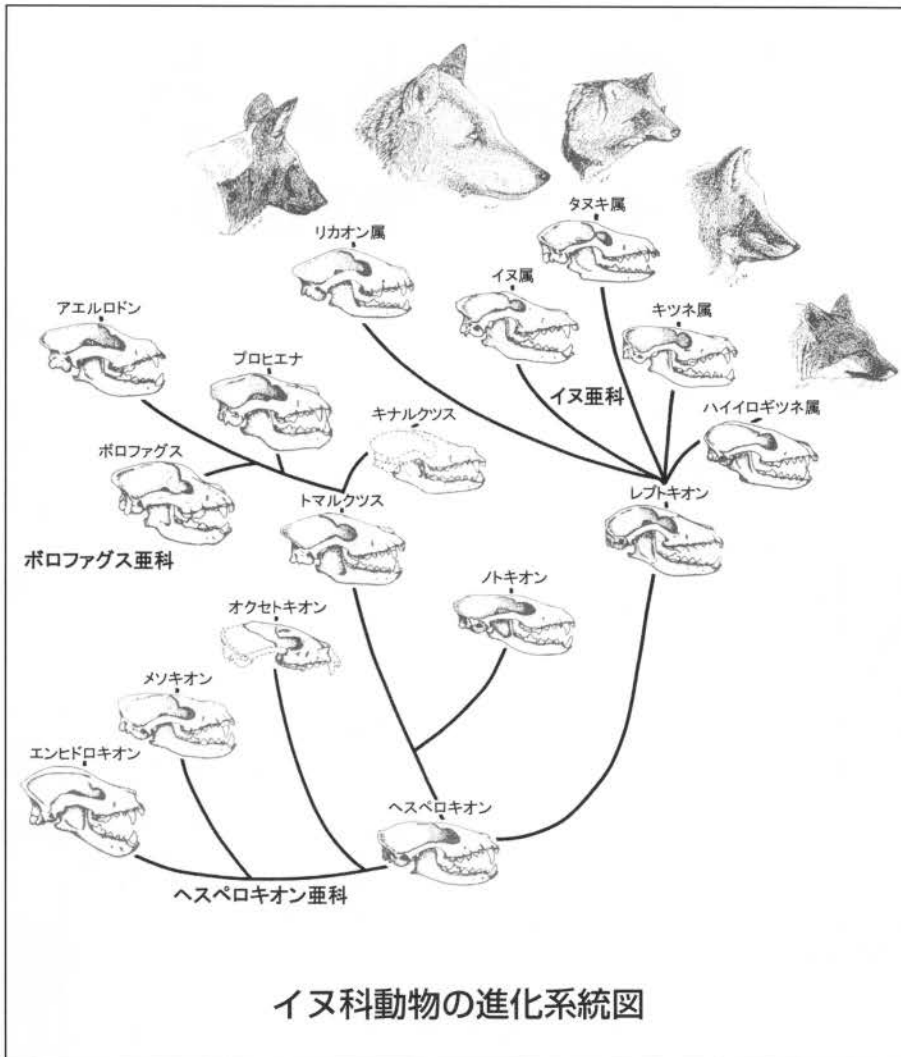 タヌキ属
リカオン属
イヌ属
アエルロドン
キツネ属
プロヒエナ
イヌ亜科
キナルクツス
ハイイロギツネ属
ボロファグス
トマルクツス
レプトキオン
ボロファグス亜科
オクセトキオン
ノトキオン
メソキオン
エンヒドロキオン
ヘスペロキオン
ヘスペロキオン亜科
イヌ科動物の進化系統図